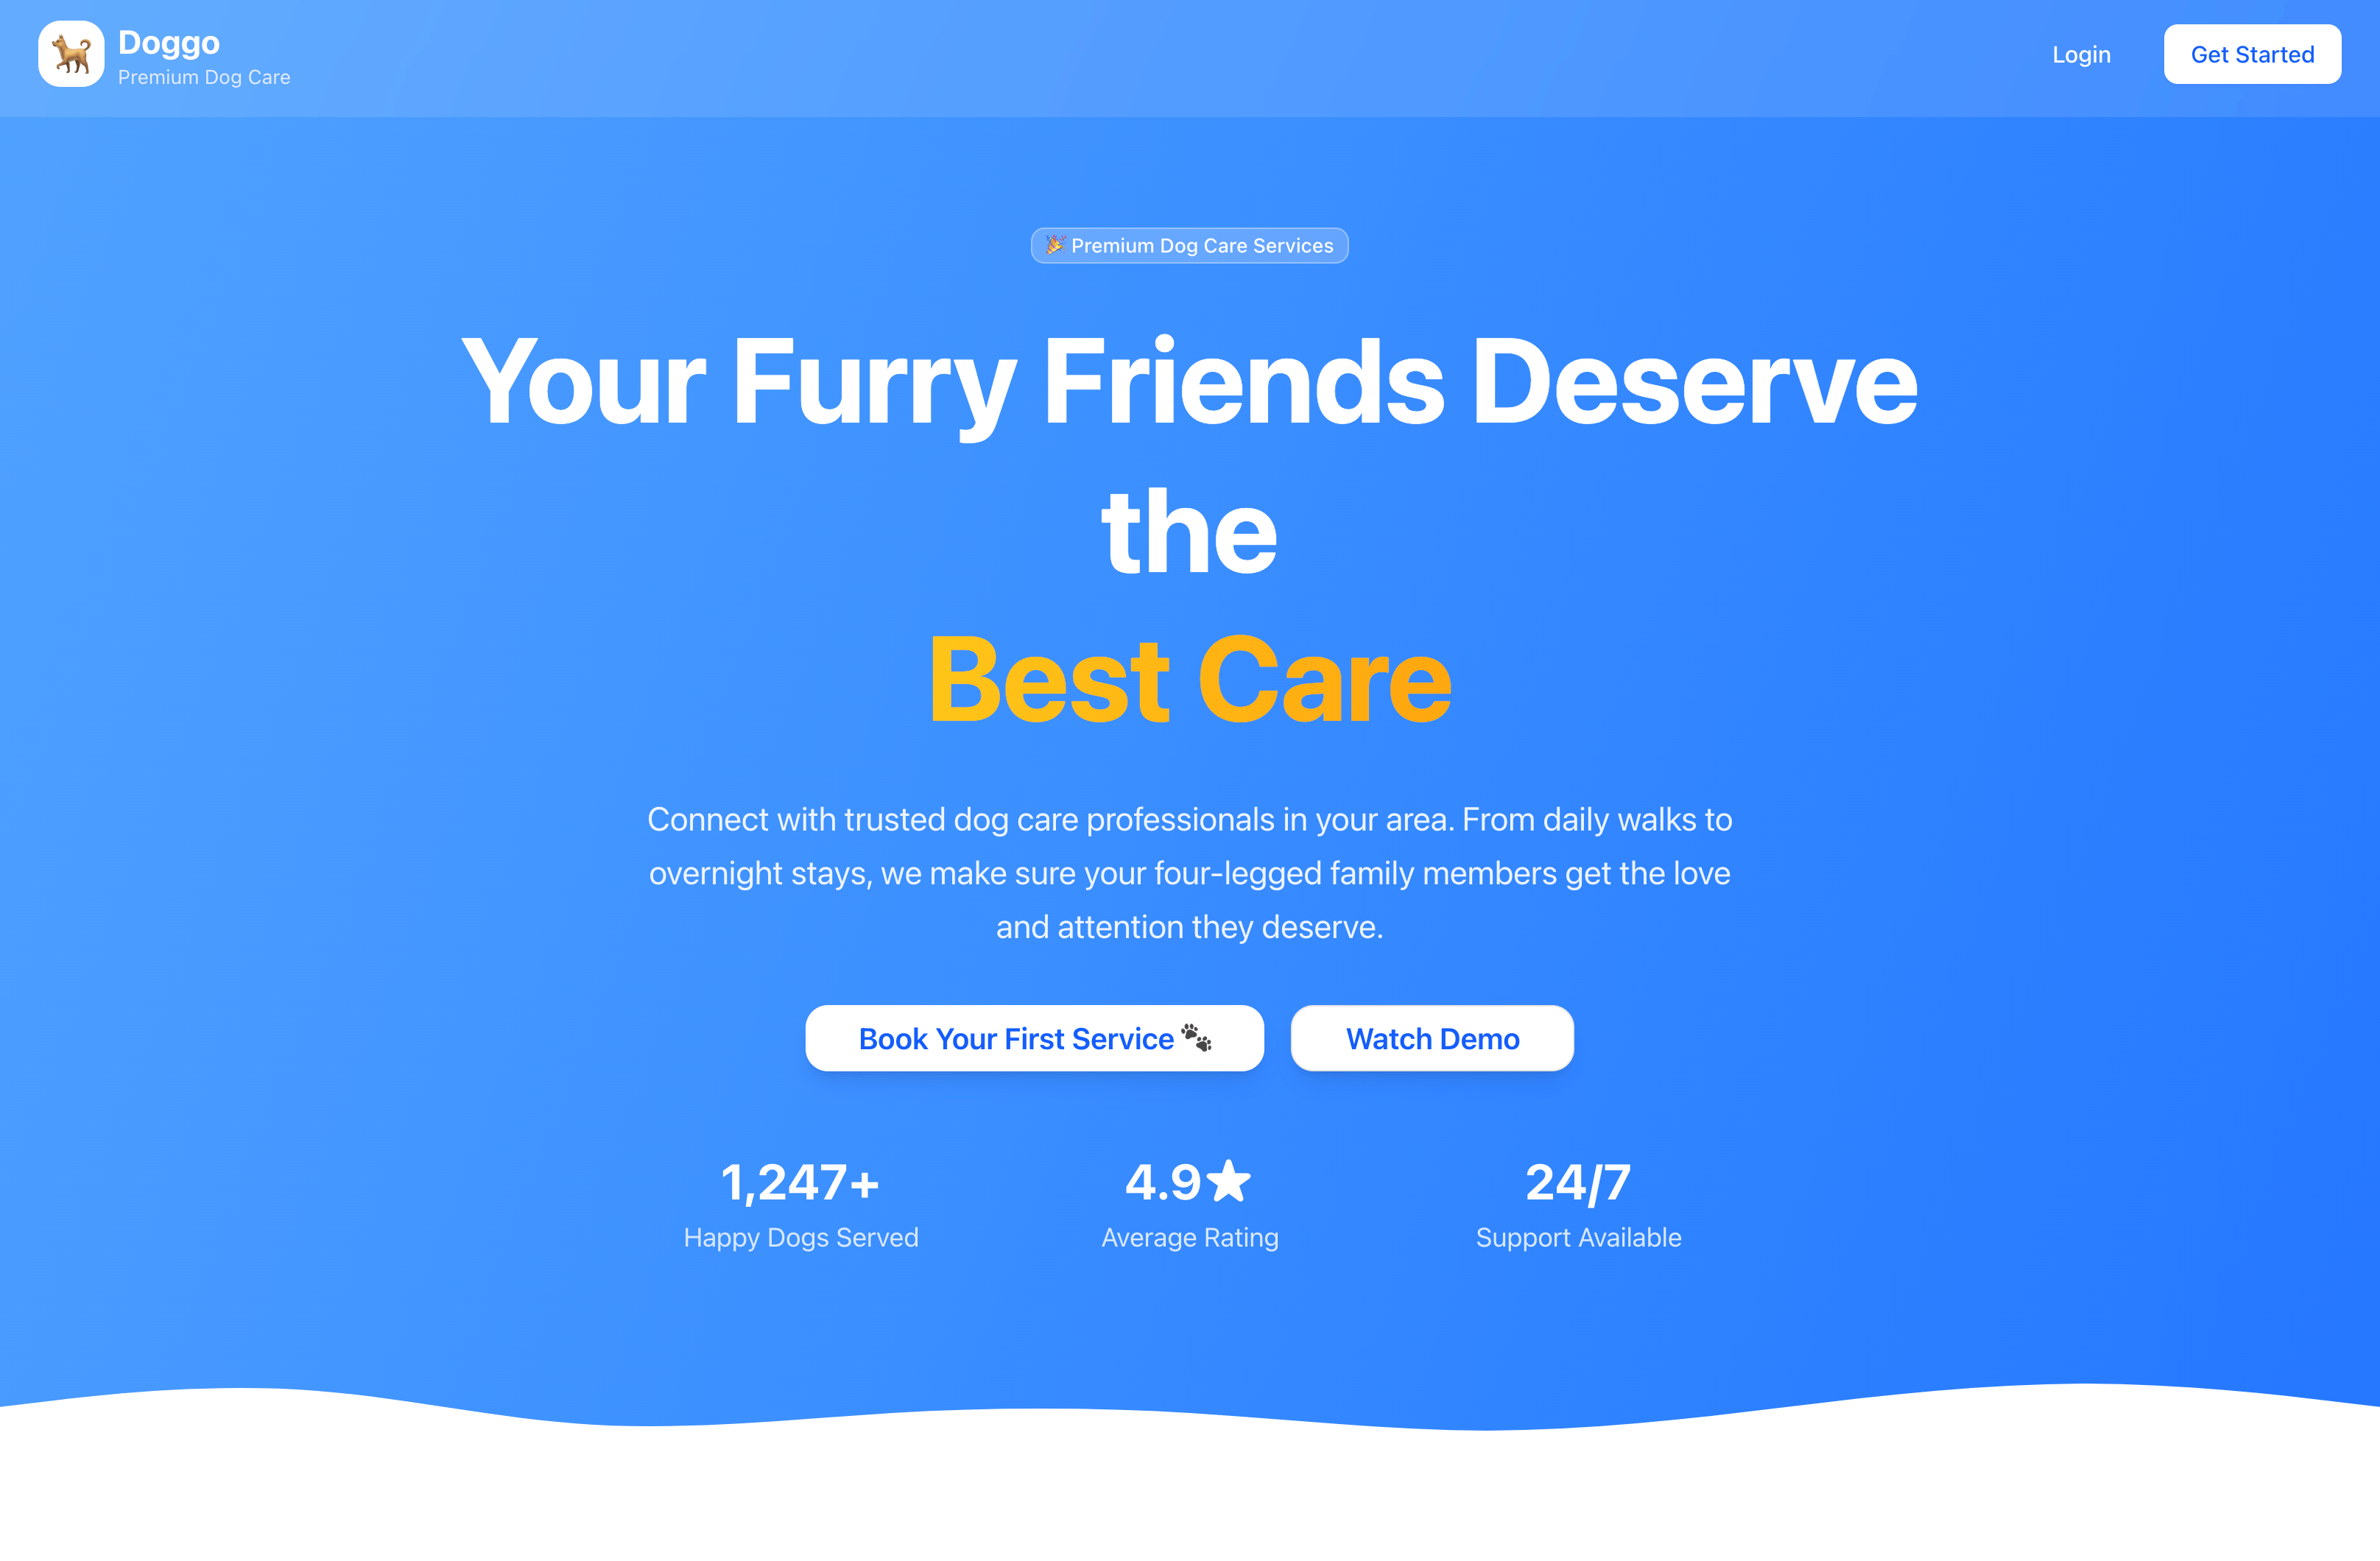 Doggo
Premium Dog Care
Login
Get Started
🎉 Premium Dog Care Services
Your Furry Friends Deserve
the
Best Care
Connect with trusted dog care professionals in your area. From daily walks to
overnight stays, we make sure your four-legged family members get the love
and attention they deserve.
Book Your First Service 🐾
Watch Demo
1,247+
Happy Dogs Served
4.9★
Average Rating
24/7
Support Available